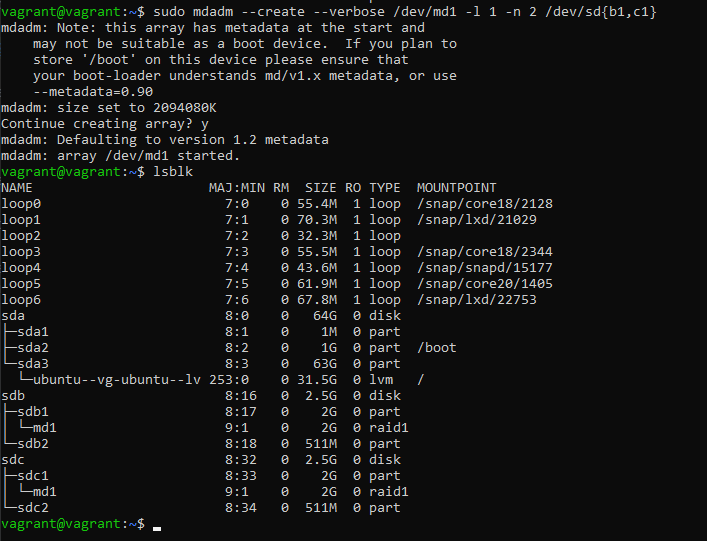 vagrant@vagrant:~$ sudo mdadm --create --verbose /dev/md1 -l 1 -n 2 /dev/sd{b1,c1}
mdadm: Note: this array has metadata at the start and
    may not be suitable as a boot device.  If you plan to
    store '/boot' on this device please ensure that
    your boot-loader understands md/v1.x metadata, or use
    --metadata=0.90
mdadm: size set to 2094080K
Continue creating array? y
mdadm: Defaulting to version 1.2 metadata
mdadm: array /dev/md1 started.
vagrant@vagrant:~$ lsblk
NAME                      MAJ:MIN RM  SIZE RO TYPE  MOUNTPOINT
loop0                       7:0    0 55.4M  1 loop  /snap/core18/2128
loop1                       7:1    0 70.3M  1 loop  /snap/lxd/21029
loop2                       7:2    0 32.3M  1 loop
loop3                       7:3    0 55.5M  1 loop  /snap/core18/2344
loop4                       7:4    0 43.6M  1 loop  /snap/snapd/15177
loop5                       7:5    0 61.9M  1 loop  /snap/core20/1405
loop6                       7:6    0 67.8M  1 loop  /snap/lxd/22753
sda                         8:0    0   64G  0 disk
├─sda1                      8:1    0    1M  0 part
├─sda2                      8:2    0    1G  0 part  /boot
└─sda3                      8:3    0   63G  0 part
  └─ubuntu--vg-ubuntu--lv 253:0    0 31.5G  0 lvm   /
sdb                         8:16   0  2.5G  0 disk
├─sdb1                      8:17   0    2G  0 part
│ └─md1                     9:1    0    2G  0 raid1
└─sdb2                      8:18   0  511M  0 part
sdc                         8:32   0  2.5G  0 disk
├─sdc1                      8:33   0    2G  0 part
│ └─md1                     9:1    0    2G  0 raid1
└─sdc2                      8:34   0  511M  0 part
vagrant@vagrant:~$